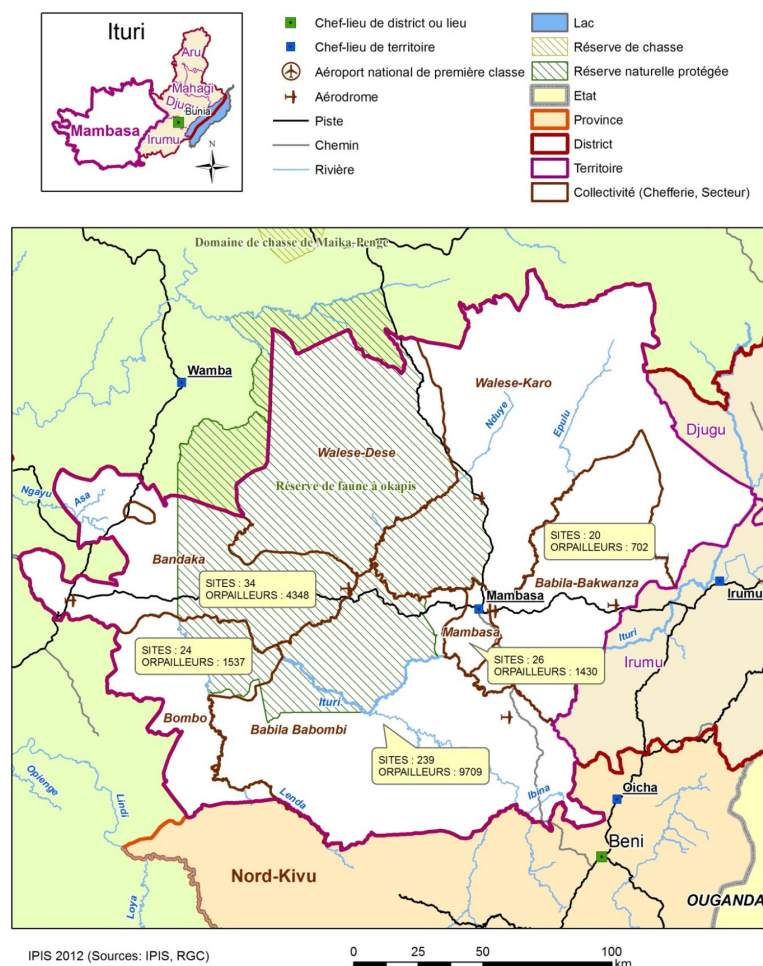 Ituri
Aru
Mahagi
Djugu
Bunia
Mambasa
Irumu
N
Chef-lieu de district ou lieu
Chef-lieu de territoire
Aéroport national de première classe
Aérodrome
Piste
Chemin
Rivière
Lac
Réserve de chasse
Réserve naturelle protégée
Etat
Province
District
Territoire
Collectivité (Chefferie, Secteur)
Domaine de chasse de Maika-Penge
Wamba
Walese-Karo
Nduye
Epulu
Djugu
Walese-Dese
Réserve de faune à okapis
Ngayu
Asa
SITES : 20
ORPAILLEURS : 702
Bandaka
SITES : 34
ORPAILLEURS : 4348
Babila-Bakwanza
Mambasa
Irumu
Mambasa
Ituri
SITES : 24
ORPAILLEURS : 1537
SITES : 26
ORPAILLEURS : 1430
Irumu
Ituri
Bombo
Babila Babombi
SITES : 239
ORPAILLEURS : 9709
Opienge
Lindi
Lenda
Ibina
Oicha
Beni
Nord-Kivu
Loya
OUGANDA
IPIS 2012 (Sources: IPIS, RGC)
0 25 50 100
km